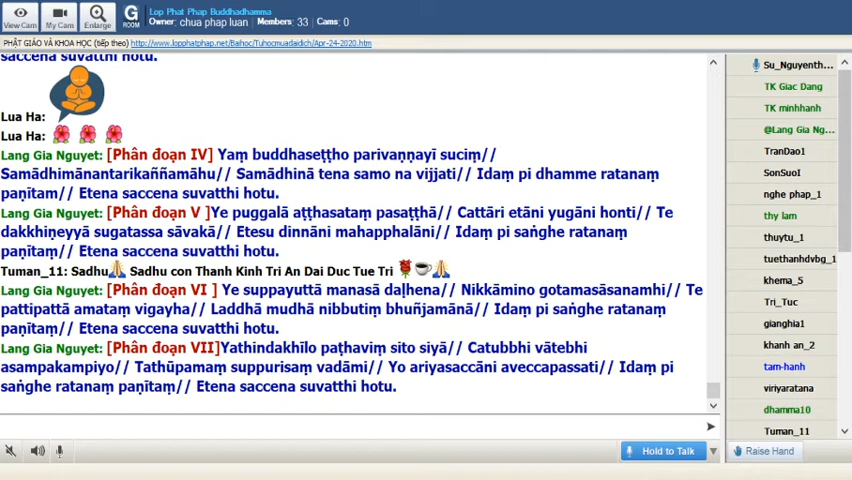 Lop Phat Phap Buddhadhamma
Owner: chua phap luan    Members: 33    Cams: 0
View Cam
My Cam
Enlarge
G
ROOM
PHẬT GIÁO VÀ KHOA HỌC (tiếp theo) http://www.lopphatphap.net/Baihoc/Tuhocmuadaidich/Apr-24-2020.htm
saccena suvatthi hotu.
Lua Ha:
Lua Ha:
Lang Gia Nguyet: [Phân đoạn IV] Yaṃ buddhaseṭṭho parivaṇṇayī suciṃ//
Samādhimānantarikaññamāhu// Samādhinā tena samo na vijjati// Idaṃ pi dhamme ratanaṃ
paṇītaṃ// Etena saccena suvatthi hotu.
Lang Gia Nguyet: [Phân đoạn V ]Ye puggalā aṭṭhasataṃ pasaṭṭhā// Cattāri etāni yugāni honti// Te
dakkhiṇeyyā sugatassa sāvakā// Etesu dinnāni mahapphalāni// Idaṃ pi saṅghe ratanaṃ
paṇītaṃ// Etena saccena suvatthi hotu.
Tuman_11: Sadhu Sadhu con Thanh Kinh Tri An Dai Duc Tue Tri
Lang Gia Nguyet: [Phân đoạn VI ] Ye suppayuttā manasā daḷhena// Nikkāmino gotamasāsanamhi// Te
pattipattā amataṃ vigayha// Laddhā mudhā nibbutiṃ bhuñjamānā// Idaṃ pi saṅghe ratanaṃ
paṇītaṃ// Etena saccena suvatthi hotu.
Lang Gia Nguyet: [Phân đoạn VII]Yathindakhīlo paṭhaviṃ sito siyā// Catubbhi vātebhi
asampakampiyo// Tathūpamaṃ suppurisaṃ vadāmi// Yo ariyasaccāni aveccapassati// Idaṃ pi
saṅghe ratanaṃ paṇītaṃ// Etena saccena suvatthi hotu.
Su_Nguyenth...
TK Giac Dang
TK minhhanh
@Lang Gia Ng...
TranDao1
SonSuoI
nghe phap_1
thy lam
thuytu_1
tuethanhdvbg_1
khema_5
Tri_Tuc
gianghia1
khanh an_2
tam-hanh
viriyaratana
dhamma10
Tuman_11
Hold to Talk
Raise Hand